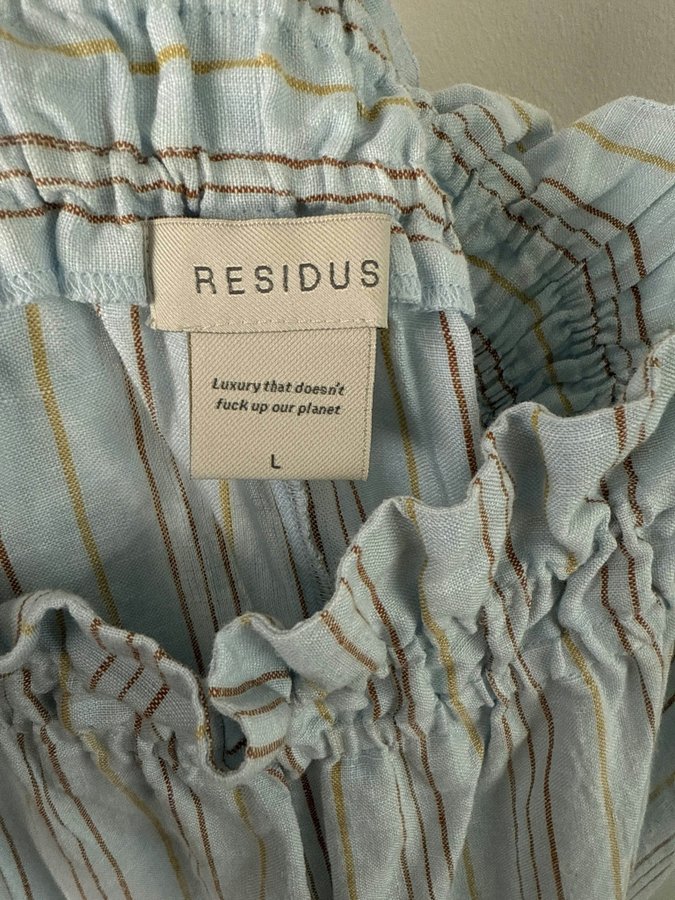 RESIDUS
Luxury that doesn't
fuck up our planet
L